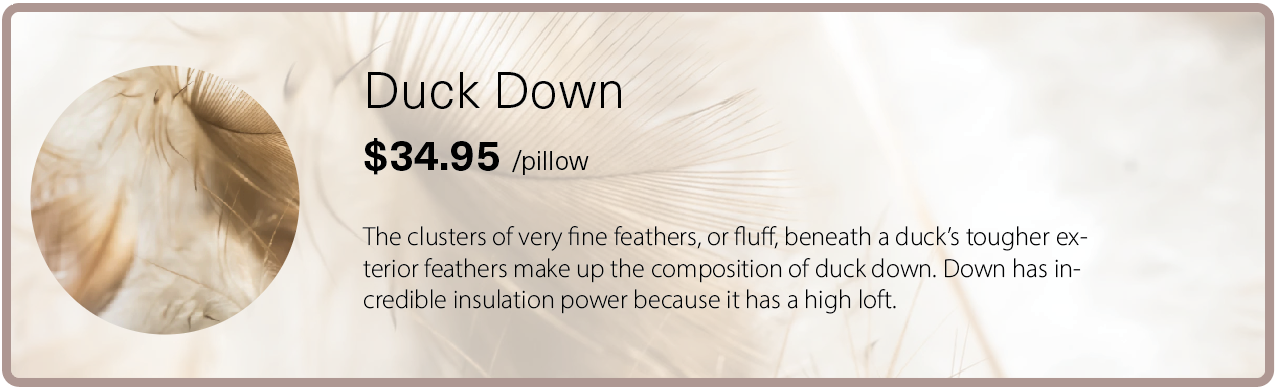 Duck Down
$34.95 /pillow
The clusters of very fine feathers, or fluff, beneath a duck’s tougher ex-
terior feathers make up the composition of duck down. Down has in-
credible insulation power because it has a high loft.